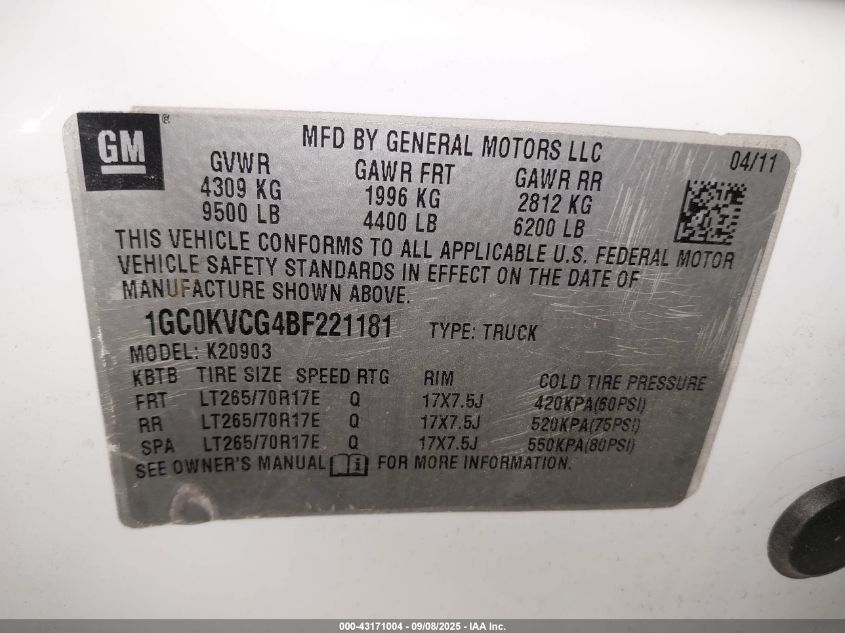 GM ®
MFD BY GENERAL MOTORS LLC
04/11
GVWR GAWR FRT GAWR RR
4309 KG 1996 KG 2812 KG
9500 LB 4400 LB 6200 LB
THIS VEHICLE CONFORMS TO ALL APPLICABLE U.S. FEDERAL MOTOR
VEHICLE SAFETY STANDARDS IN EFFECT ON THE DATE OF
MANUFACTURE SHOWN ABOVE.
1GC0KVCG4BF221181 TYPE: TRUCK
MODEL: K20903
KBTB TIRE SIZE SPEED RTG RIM COLD TIRE PRESSURE
FRT LT265/70R17E Q 17X7.5J 420KPA(60PSI)
RR LT265/70R17E Q 17X7.5J 520KPA(75PSI)
SPA LT265/70R17E Q 17X7.5J 550KPA(80PSI)
SEE OWNER'S MANUAL FOR MORE INFORMATION.
000-43171004 - 09/08/2025 - IAA Inc.